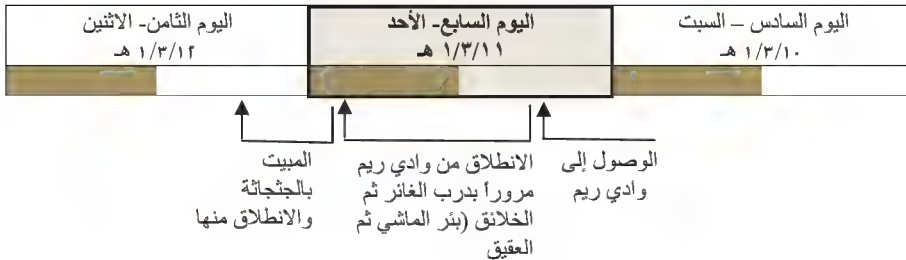 اليوم السادس – السبت
١/٣/١٠ هـ
اليوم السابع- الأحد
١/٣/١١ هـ
اليوم الثامن- الاثنين
١/٣/١٢ هـ
الوصول إلى
وادي ريم
الانطلاق من وادي ريم
مروراً بدرب الغائر ثم
الخلائق (بئر الماشي ثم
العقيق
المبيت
بالجثجاثة
والانطلاق منها